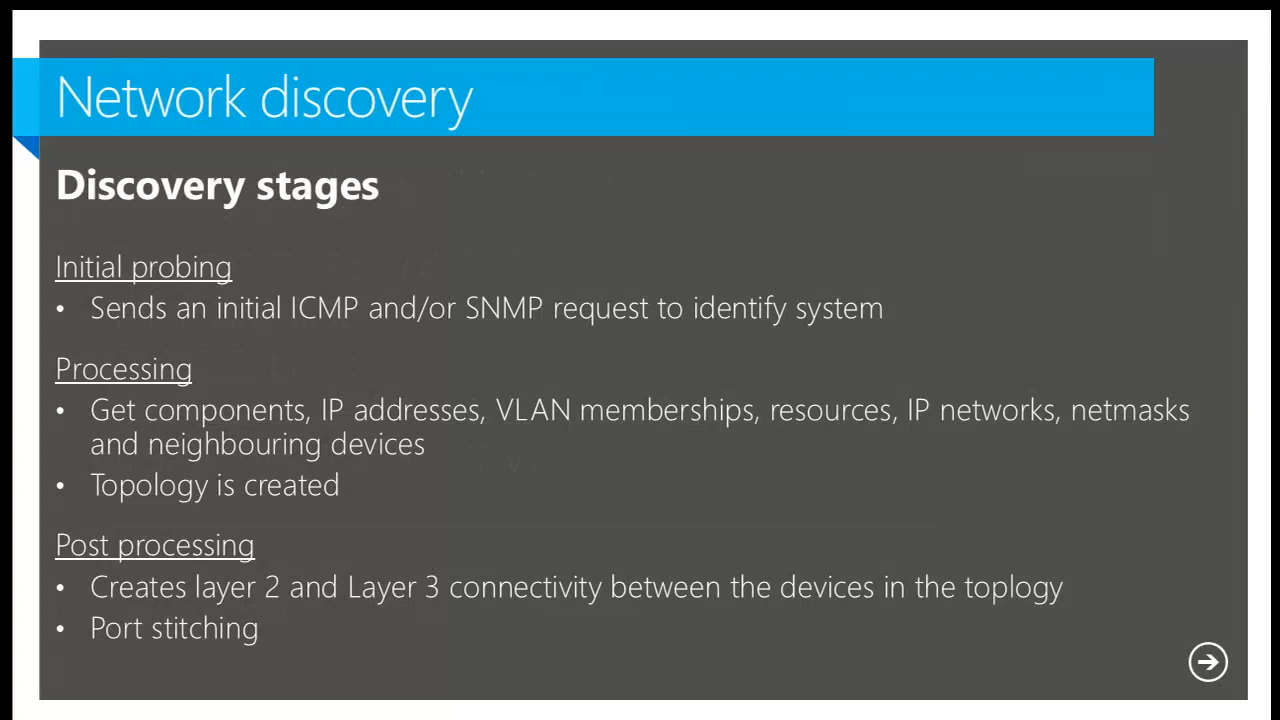 Network discovery
Discovery stages
Initial probing
• Sends an initial ICMP and/or SNMP request to identify system
Processing
• Get components, IP addresses, VLAN memberships, resources, IP networks, netmasks
and neighbouring devices
• Topology is created
Post processing
• Creates layer 2 and Layer 3 connectivity between the devices in the toplogy
• Port stitching